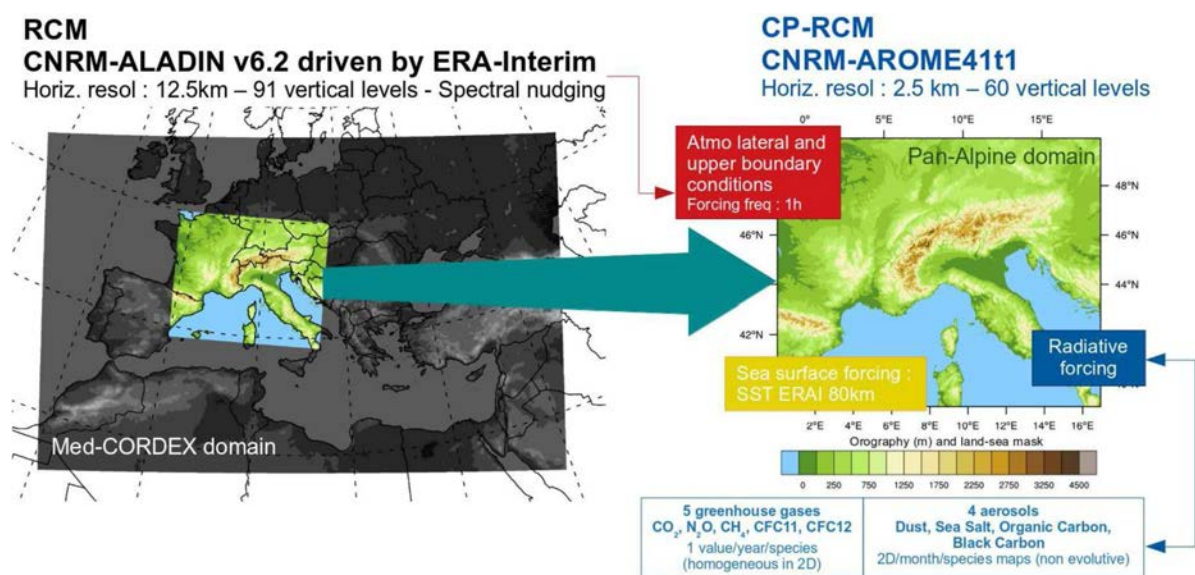 RCM
CNRM-ALADIN v6.2 driven by ERA-Interim
Horiz. resol : 12.5km – 91 vertical levels - Spectral nudging
Med-CORDEX domain
CP-RCM
CNRM-AROME41t1
Horiz. resol : 2.5 km – 60 vertical levels
0° 5°E 10°E 15°E
Atmo lateral and
upper boundary
conditions
Forcing freq : 1h
Pan-Alpine domain
48°N
46°N
46°N
44°N
44°N
42°N
42°N
Radiative
forcing
Sea surface forcing :
SST ERAI 80km
2°E 4°E 6°E 8°E 10°E 12°E 14°E 16°E
Orography (m) and land-sea mask
0 250 750 1250 1750 2250 2750 3250 4500
5 greenhouse gases
CO₂, N₂O, CH₄, CFC11, CFC12
1 value/year/species
(homogeneous in 2D)
4 aerosols
Dust, Sea Salt, Organic Carbon,
Black Carbon
2D/month/species maps (non evolutive)